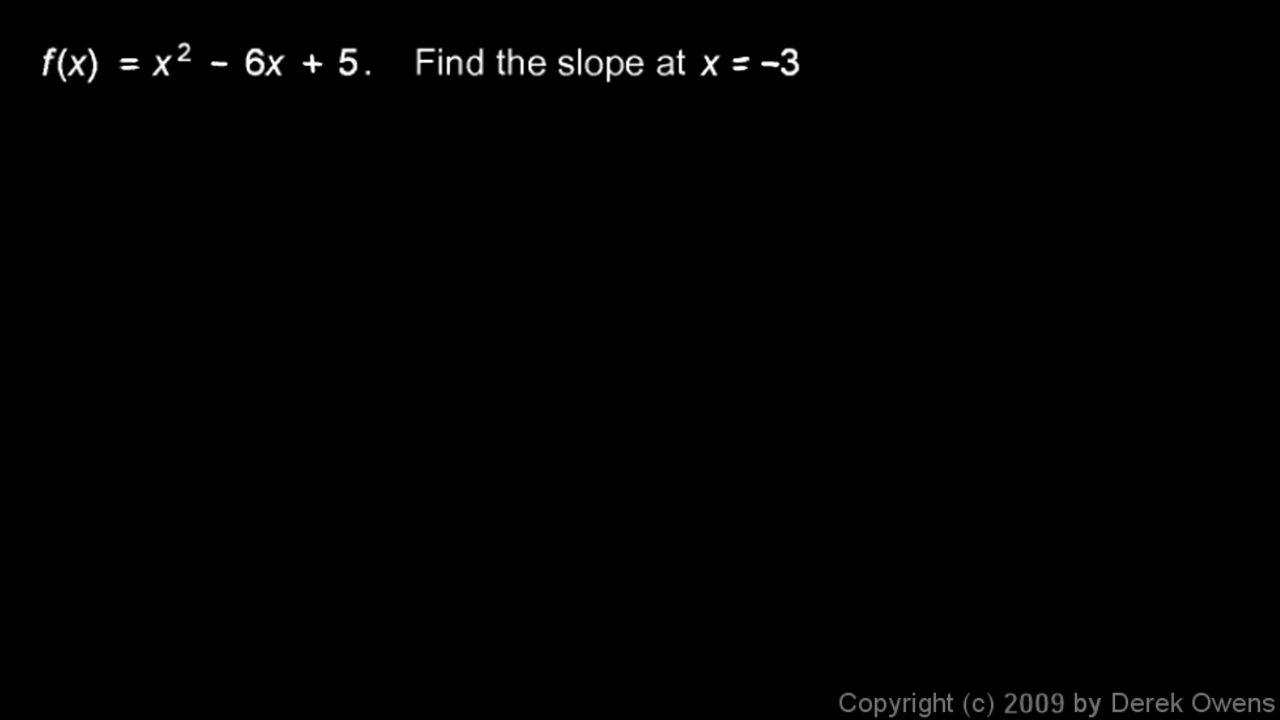 f(x) = x² - 6x + 5. Find the slope at x = -3
Copyright (c) 2009 by Derek Owens